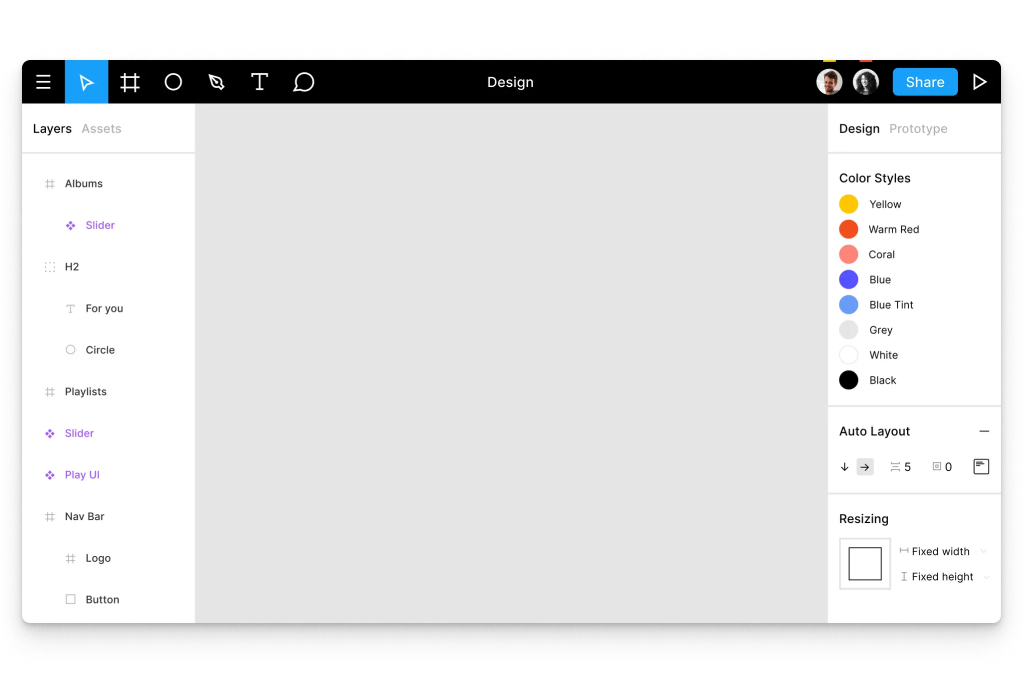 Design
Share
Layers Assets
Albums
Slider
H2
For you
Circle
Playlists
Slider
Play UI
Nav Bar
Logo
Button
Design Prototype
Color Styles
Yellow
Warm Red
Coral
Blue
Blue Tint
Grey
White
Black
Auto Layout
5 0
Resizing
Fixed width
Fixed height